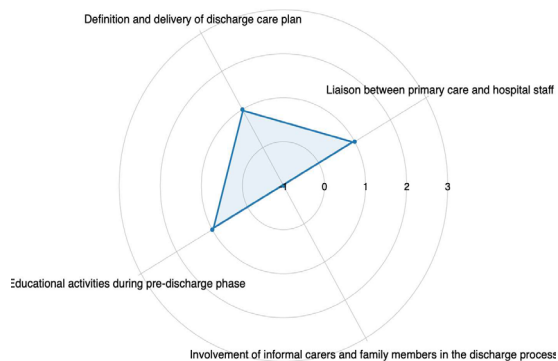 Definition and delivery of discharge care plan
Liaison between primary care and hospital staff
-1 0 1 2 3
Educational activities during pre-discharge phase
Involvement of informal carers and family members in the discharge process